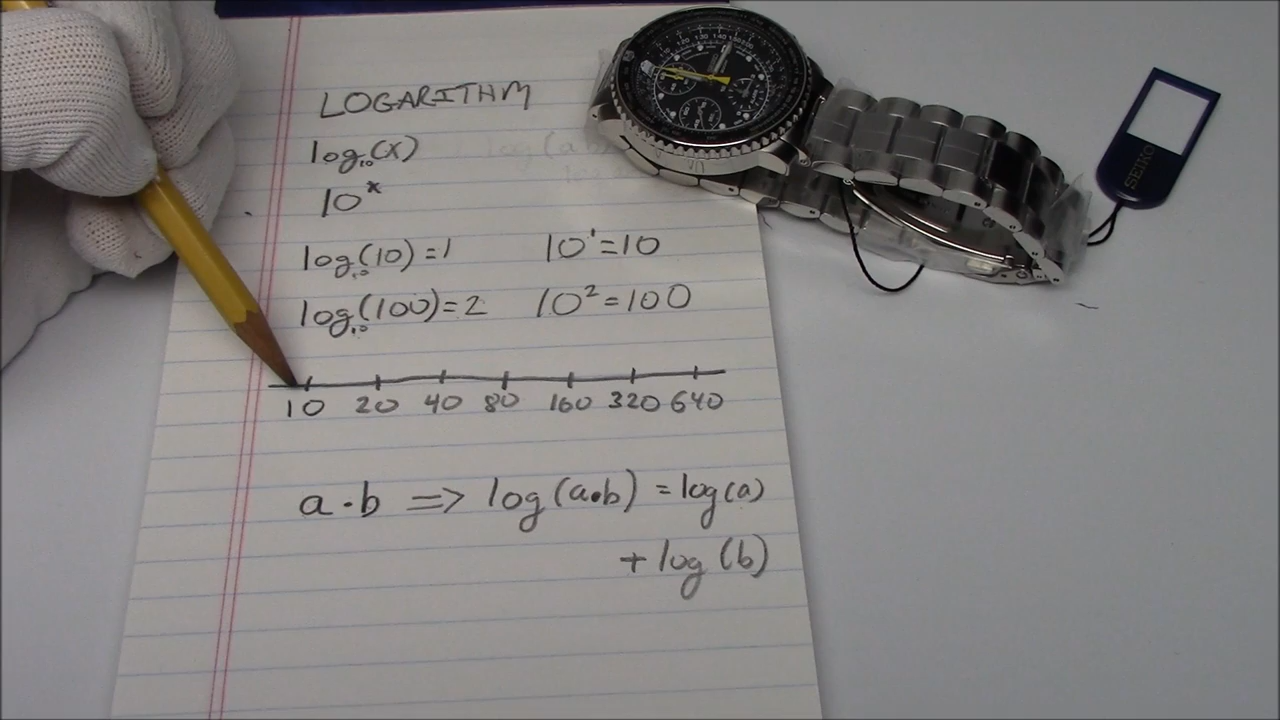 LOGARITHM
log₁₀(x)
10ˣ
log₁₀(10)=1 10¹=10
log₁₀(100)=2 10²=100
10 20 40 80 160 320 640
a·b => log(a•b) = log(a)
+ log(b)
SEIKO